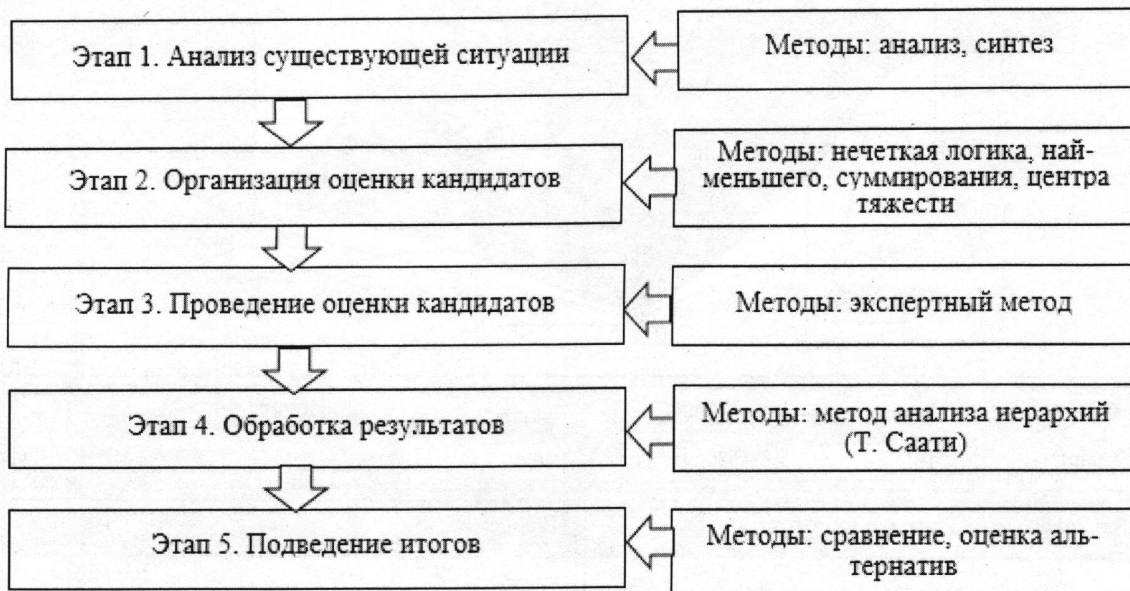 Этап 1. Анализ существующей ситуации
Методы: анализ, синтез
Этап 2. Организация оценки кандидатов
Методы: нечеткая логика, най-
меньшего, суммирования, центра
тяжести
Этап 3. Проведение оценки кандидатов
Методы: экспертный метод
Этап 4. Обработка результатов
Методы: метод анализа иерархий
(Т. Саати)
Этап 5. Подведение итогов
Методы: сравнение, оценка аль-
тернатив